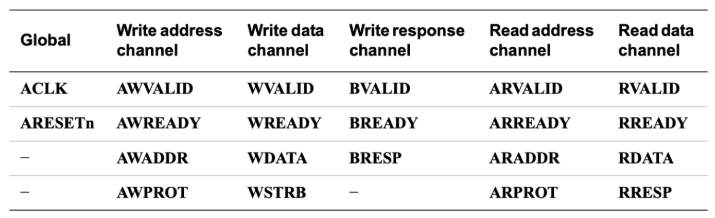 Global Write address channel Write data channel Write response channel Read address channel Read data channel
ACLK AWVALID WVALID BVALID ARVALID RVALID
ARESETn AWREADY WREADY BREADY ARREADY RREADY
– AWADDR WDATA BRESP ARADDR RDATA
– AWPROT WSTRB – ARPROT RRESP